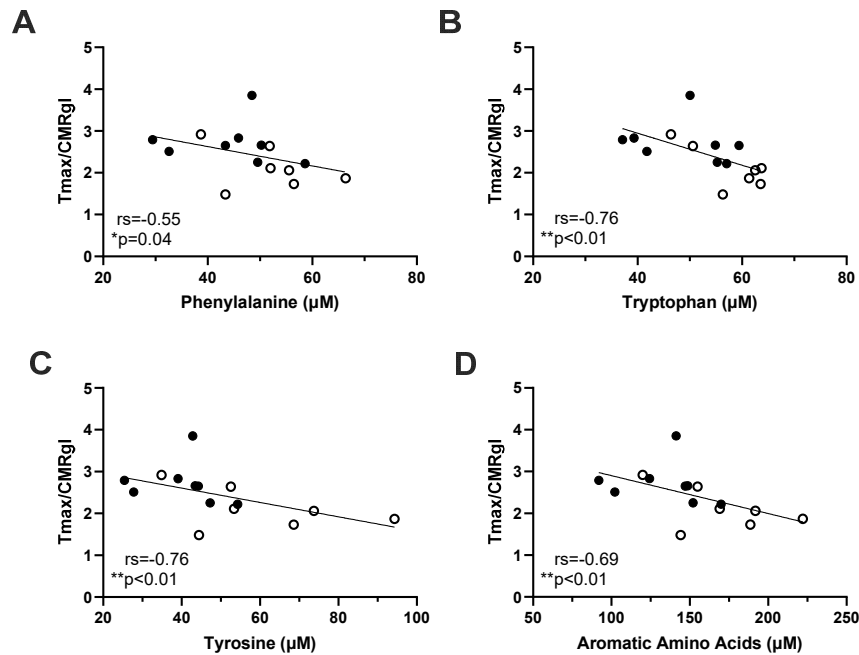 A
5
4
3
2
1
0
Tmax/CMRgl
rs=-0.55
*p=0.04
20 40 60 80
Phenylalanine (µM)
B
5
4
3
2
1
0
Tmax/CMRgl
rs=-0.76
**p<0.01
20 40 60 80
Tryptophan (µM)
C
5
4
3
2
1
0
Tmax/CMRgl
rs=-0.76
**p<0.01
20 40 60 80 100
Tyrosine (µM)
D
5
4
3
2
1
0
Tmax/CMRgl
rs=-0.69
**p<0.01
50 100 150 200 250
Aromatic Amino Acids (µM)